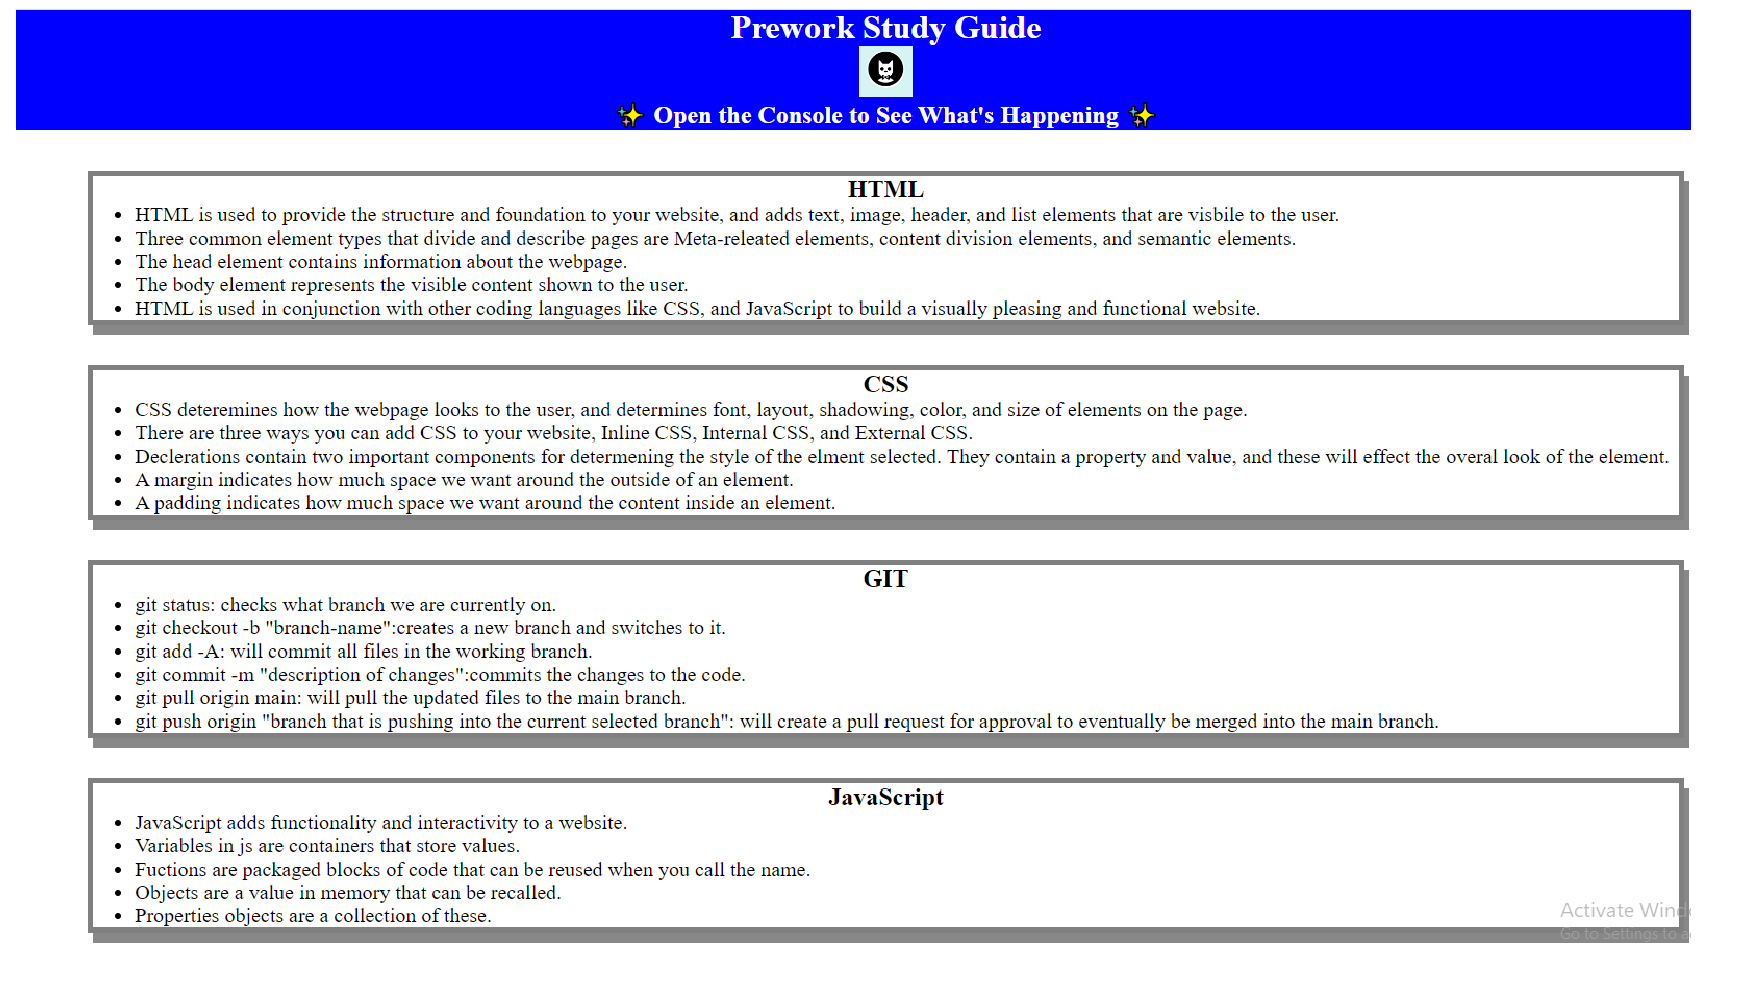 Prework Study Guide
✨ Open the Console to See What's Happening ✨
HTML
• HTML is used to provide the structure and foundation to your website, and adds text, image, header, and list elements that are visbile to the user.
• Three common element types that divide and describe pages are Meta-releated elements, content division elements, and semantic elements.
• The head element contains information about the webpage.
• The body element represents the visible content shown to the user.
• HTML is used in conjunction with other coding languages like CSS, and JavaScript to build a visually pleasing and functional website.
CSS
• CSS deteremines how the webpage looks to the user, and determines font, layout, shadowing, color, and size of elements on the page.
• There are three ways you can add CSS to your website, Inline CSS, Internal CSS, and External CSS.
• Declerations contain two important components for determening the style of the elment selected. They contain a property and value, and these will effect the overal look of the element.
• A margin indicates how much space we want around the outside of an element.
• A padding indicates how much space we want around the content inside an element.
GIT
• git status: checks what branch we are currently on.
• git checkout -b "branch-name":creates a new branch and switches to it.
• git add -A: will commit all files in the working branch.
• git commit -m "description of changes":commits the changes to the code.
• git pull origin main: will pull the updated files to the main branch.
• git push origin "branch that is pushing into the current selected branch": will create a pull request for approval to eventually be merged into the main branch.
JavaScript
• JavaScript adds functionality and interactivity to a website.
• Variables in js are containers that store values.
• Fuctions are packaged blocks of code that can be reused when you call the name.
• Objects are a value in memory that can be recalled.
• Properties objects are a collection of these.
Activate Wind
Go to Settings to a